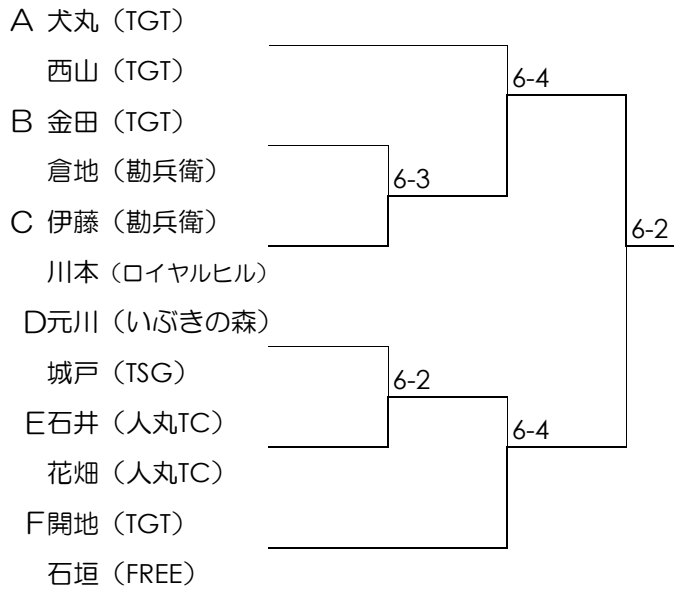 A 犬丸（TGT）
西山（TGT）
6-4
B 金田（TGT）
倉地（勘兵衛）
6-3
C 伊藤（勘兵衛）
6-2
川本（ロイヤルヒル）
D元川（いぶきの森）
城戸（TSG）
6-2
E石井（人丸TC）
6-4
花畑（人丸TC）
F開地（TGT）
石垣（FREE）